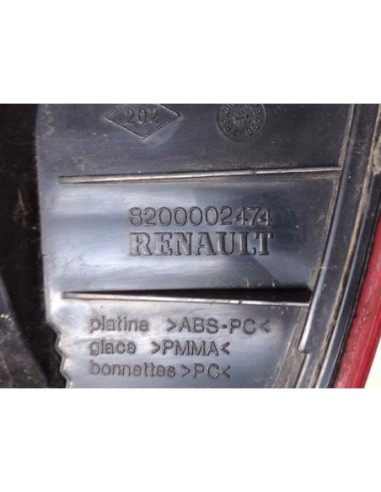 202
8200002474
RENAULT
platine >ABS-PC<
glace >PMMA<
bonnettes >PC<